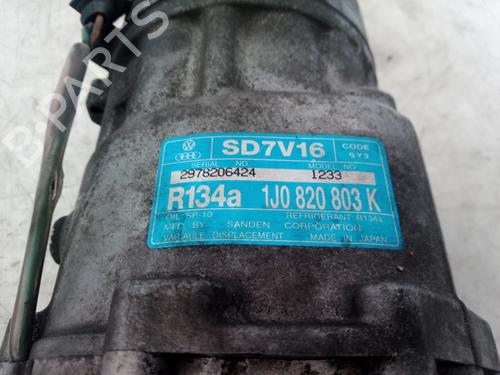 B-Parts
SD7V16
CODE
SY3
SERIAL NO.
MODEL NO.
2978206424
1233
R134a 1J0 820 803 K
OIL: SP-10 REFRIGERANT: R134a
MFD BY SANDEN CORPORATION
VARIABLE DISPLACEMENT MADE IN JAPAN